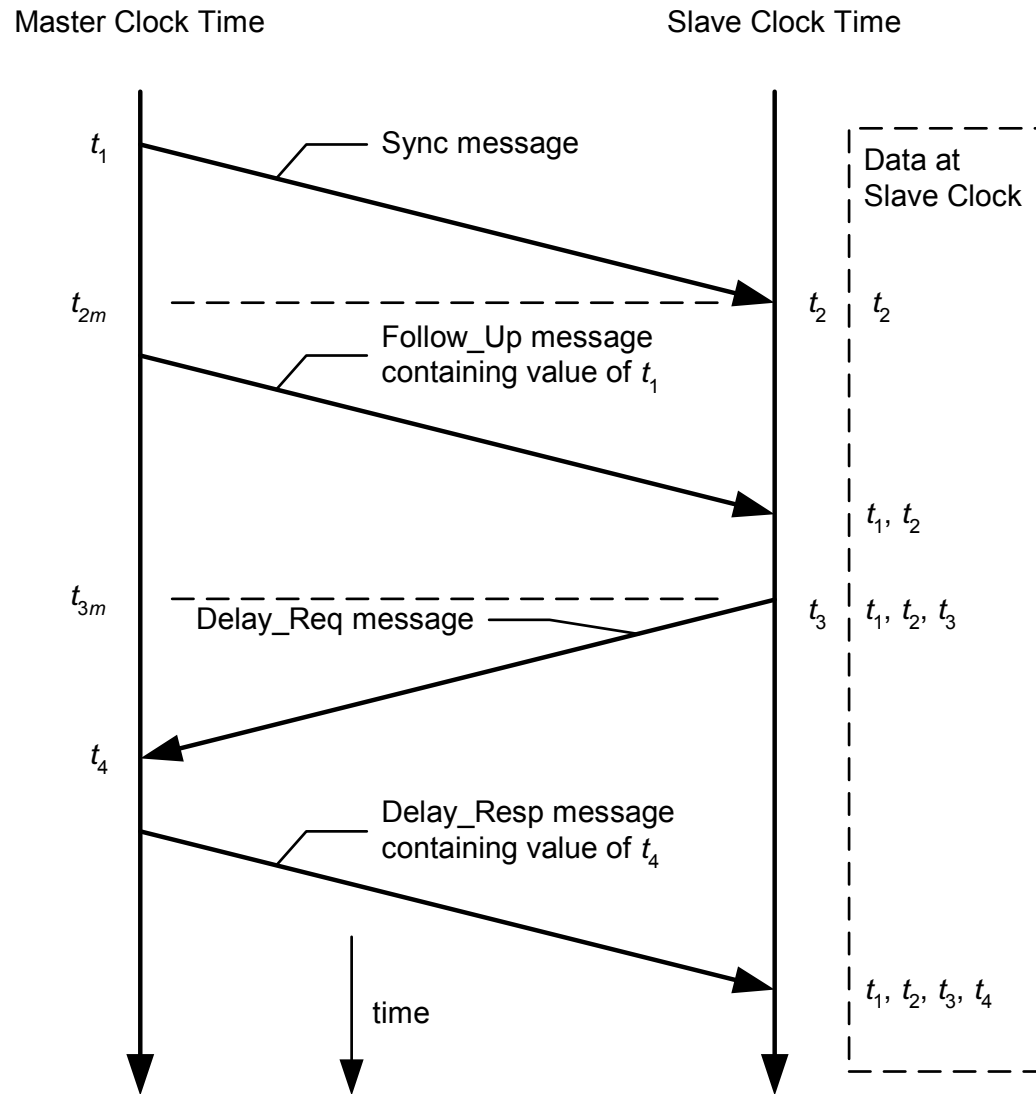 Master Clock Time
Slave Clock Time
t1
Sync message
Data at
Slave Clock
t2m
t2
t2
Follow_Up message
containing value of t1
t1, t2
t3m
Delay_Req message
t3
t1, t2, t3
t4
Delay_Resp message
containing value of t4
t1, t2, t3, t4
time